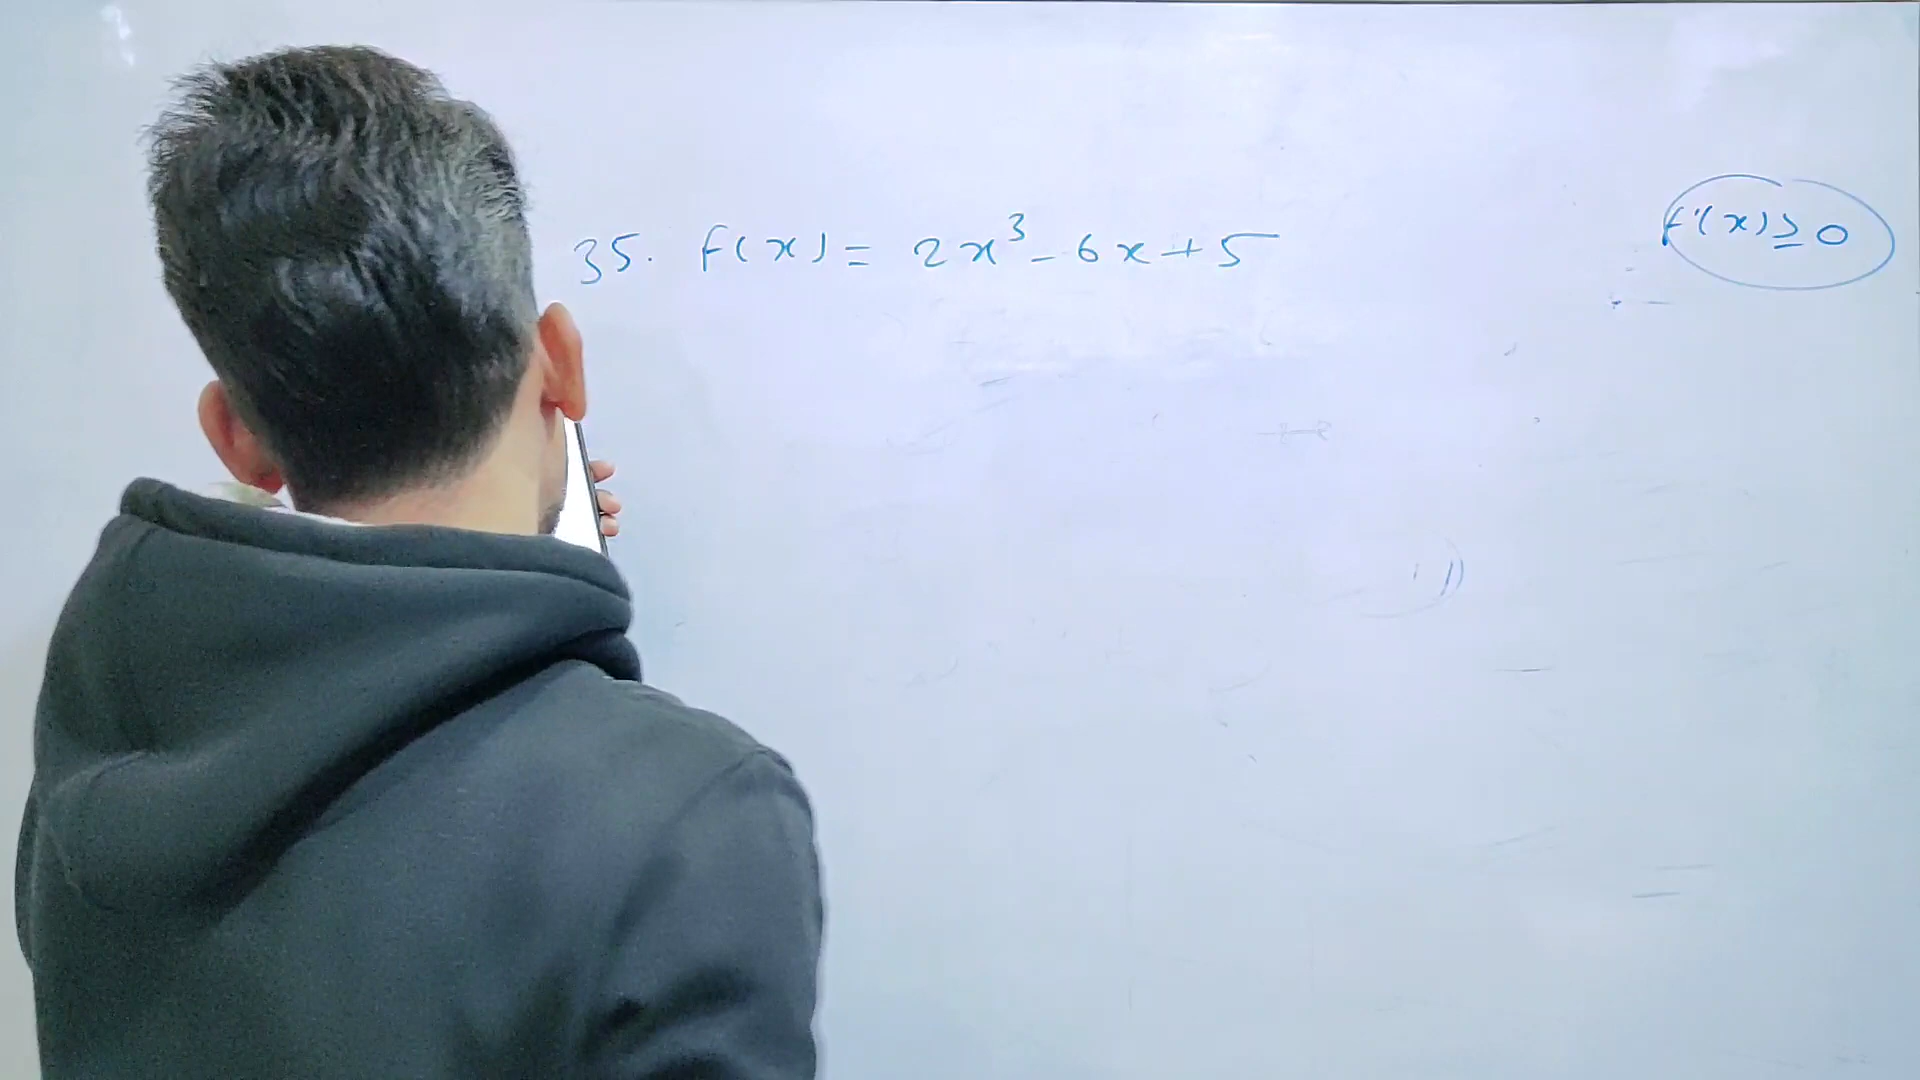 35. f(x) = 2x³ - 6x + 5
f'(x) ≥ 0